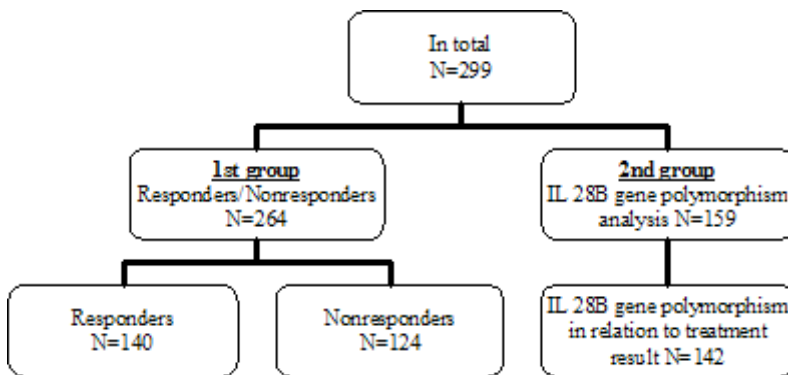 In total
N=299
1st group
Responders/Nonresponders
N=264
2nd group
IL 28B gene polymorphism
analysis N=159
Responders
N=140
Nonresponders
N=124
IL 28B gene polymorphism
in relation to treatment
result N=142